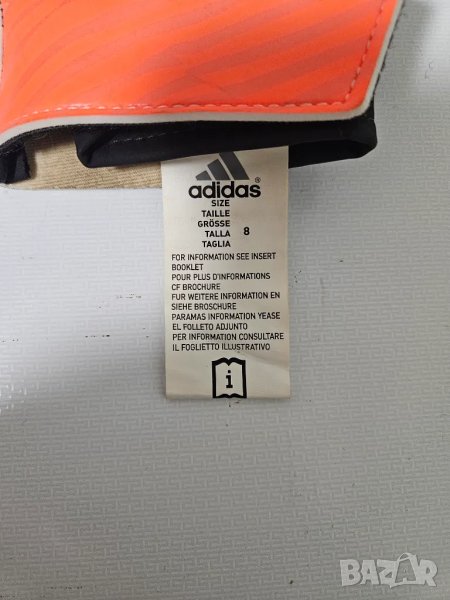 adidas®
SIZE
TAILLE
GRÖSSE
TALLA 8
TAGLIA
FOR INFORMATION SEE INSERT
BOOKLET
POUR PLUS D'INFORMATIONS
CF BROCHURE
FUR WEITERE INFORMATION EN
SIEHE BROSCHURE
PARAMAS INFORMATION YEASE
EL FOLLETO ADJUNTO
PER INFORMATION CONSULTARE
IL FOGLIETTO ILLUSTRATIVO
i
BAZAR